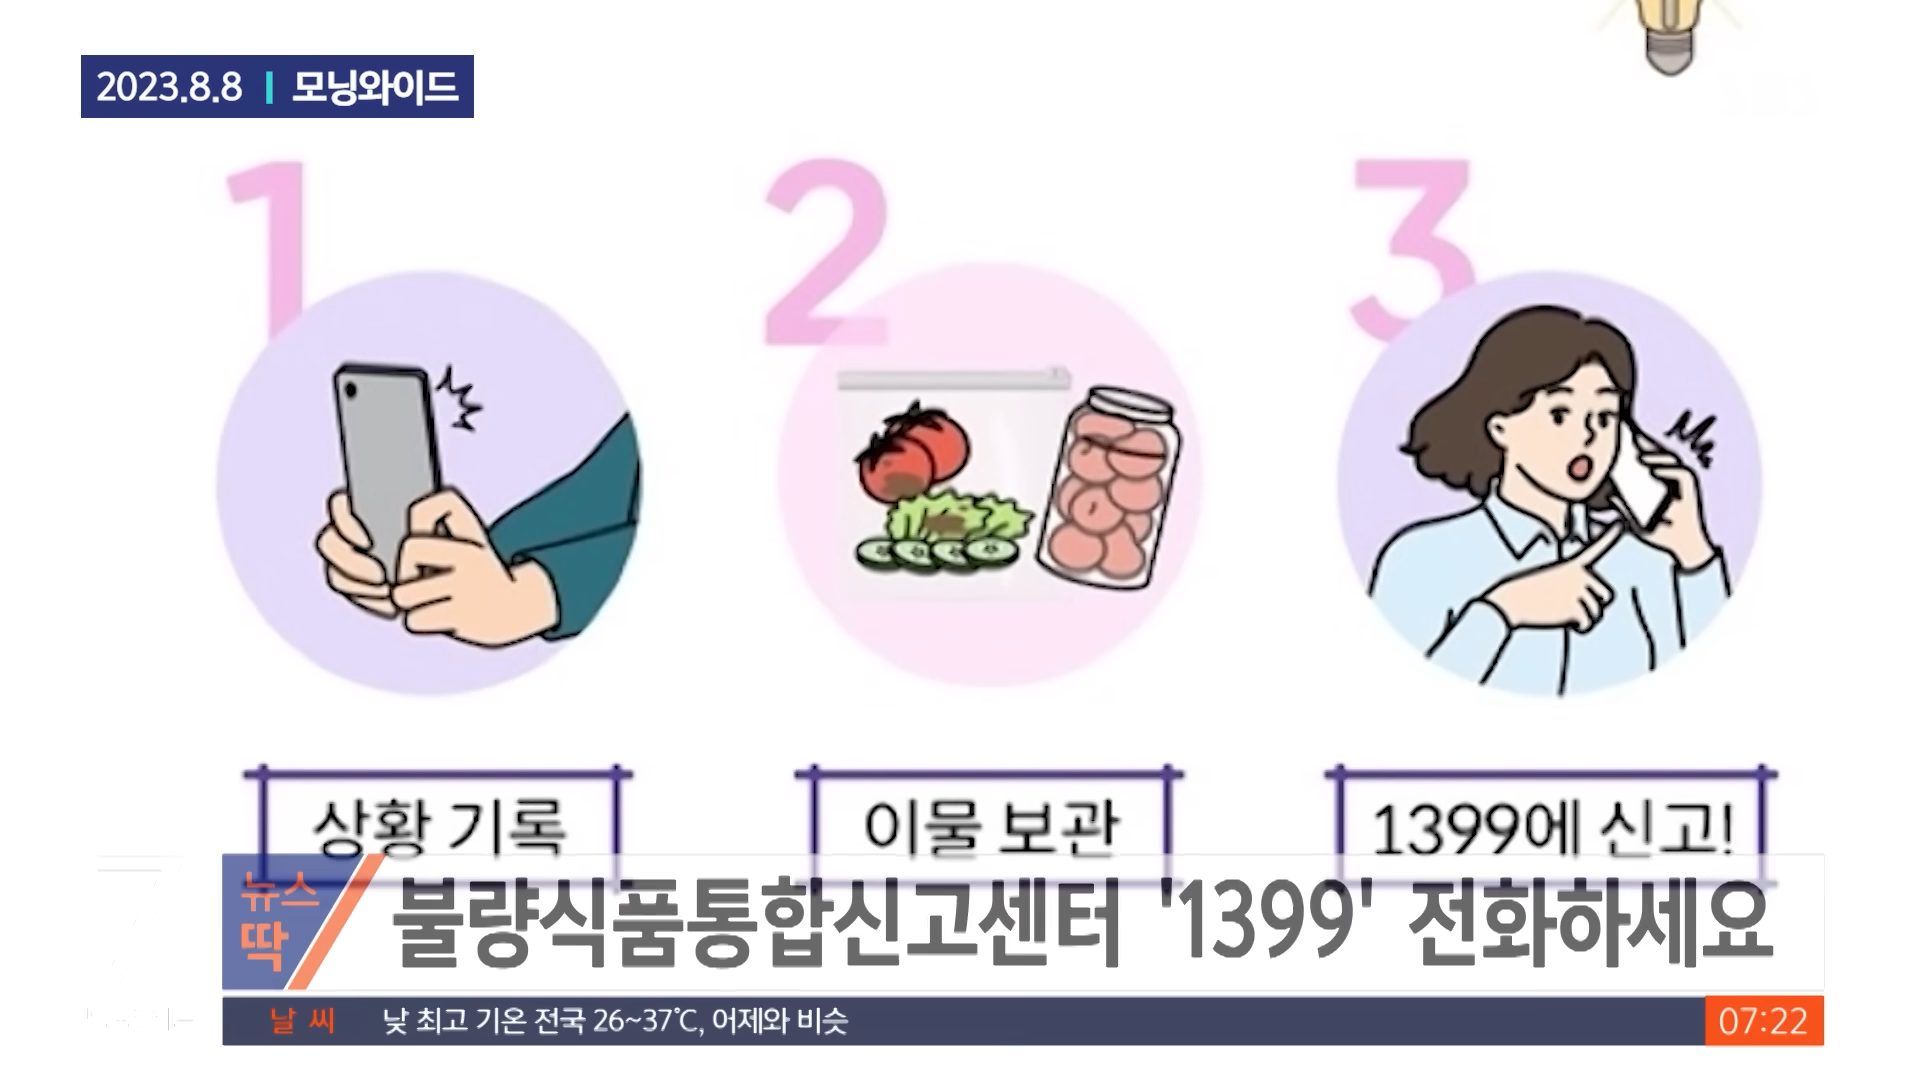 2023.8.8 | 모닝와이드
1
2
3
상황 기록
이물 보관
1399에 신고!
뉴스
딱
불량식품통합신고센터 '1399' 전화하세요
날씨 낮 최고 기온 전국 26~37℃, 어제와 비슷
07:22